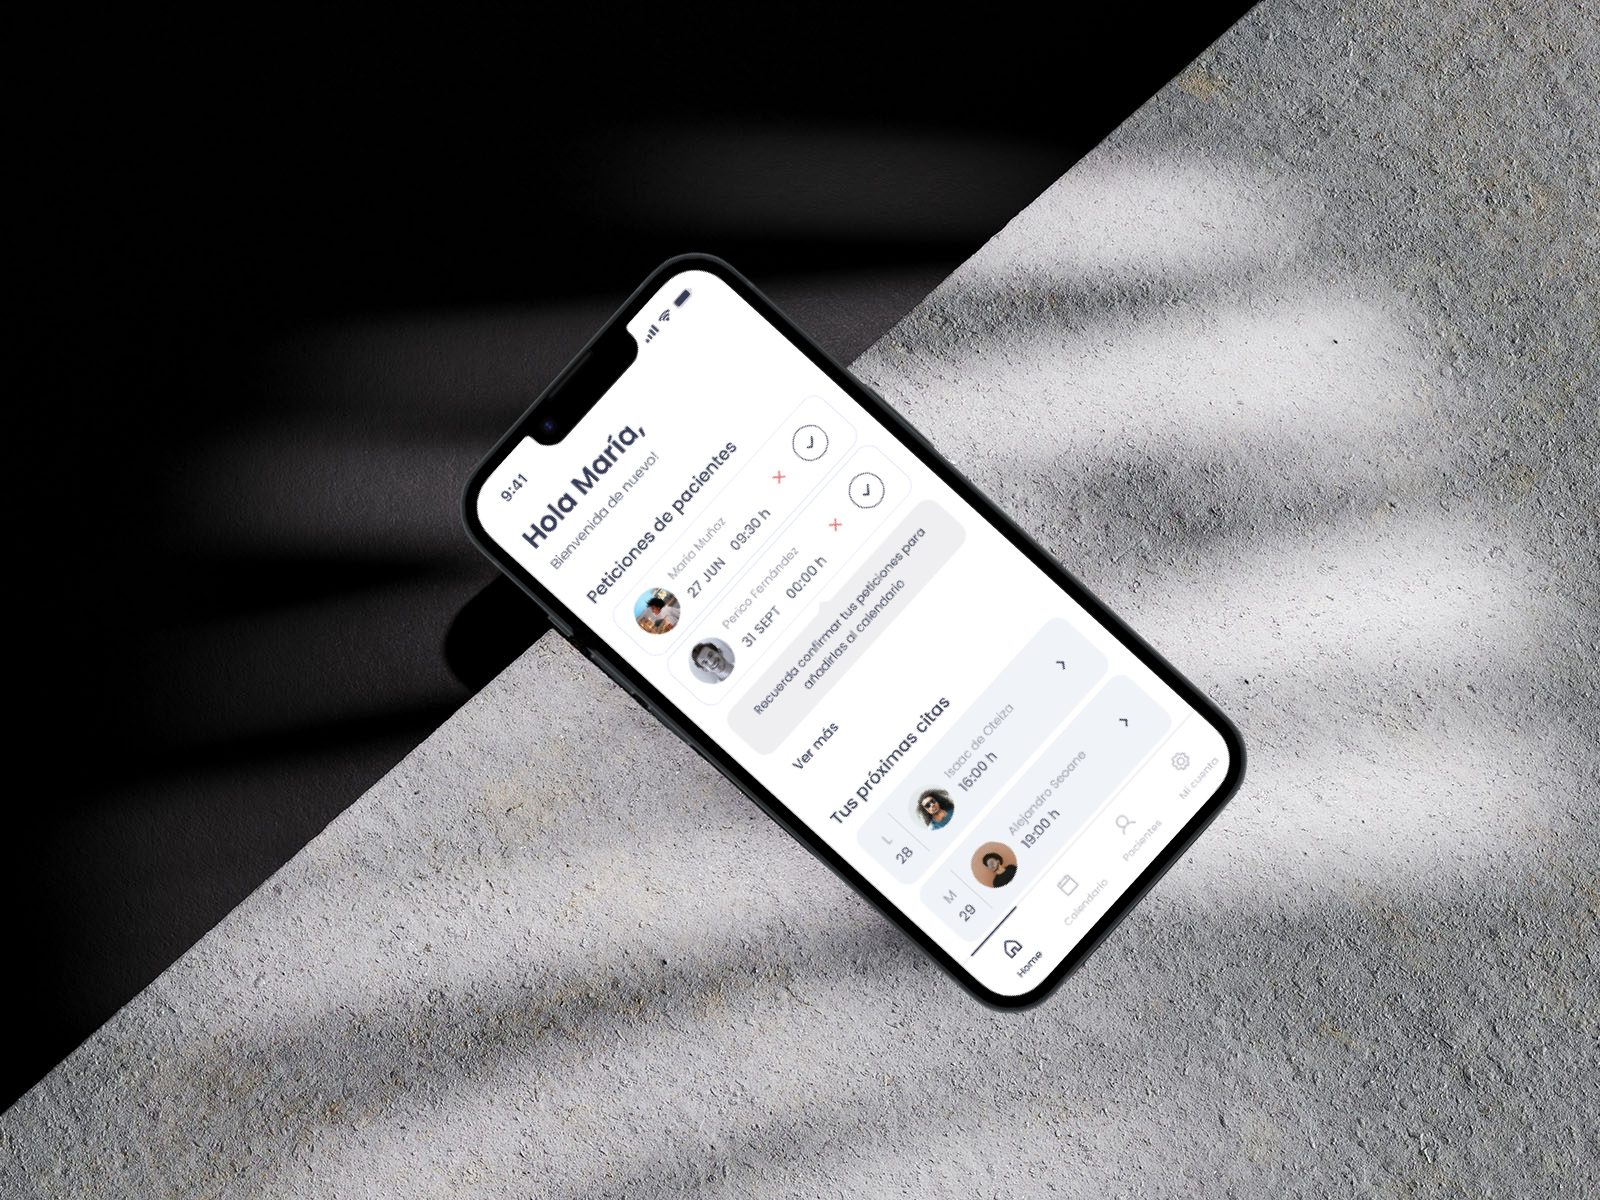 9:41
Hola María,
Bienvenida de nuevo!
Peticiones de pacientes
María Muñoz
27 JUN 09:30 h
Perico Fernández
31 SEPT 00:00 h
Recuerda confirmar tus peticiones para
añadirlas al calendario
Ver más
Tus próximas citas
L
28
Isaac de Oteiza
16:00 h
M
29
Alejandro Seoane
19:00 h
Home
Calendario
Pacientes
Mi cuenta